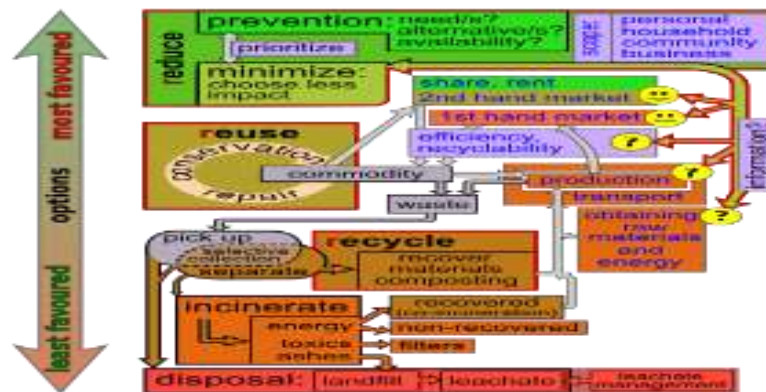 most favoured
options
least favoured
reduce
prevention: need/s?
alternative/s?
availability?
prioritize
minimize:
choose less
impact
scope:
personal
household
community
business
share, rent
2nd hand market
1st hand market
efficiency,
recyclability
information?
?
?
?
reuse
conservation
repair
commodity
production
transport
waste
obtaining
raw
materials
and
energy
pick up
selective
collection
separate
recycle
recover
materials
composting
incinerate
energy
toxics
ashes
recovered
(co-incineration)
non-recovered
filters
disposal:
landfill
leachate
leachate
management